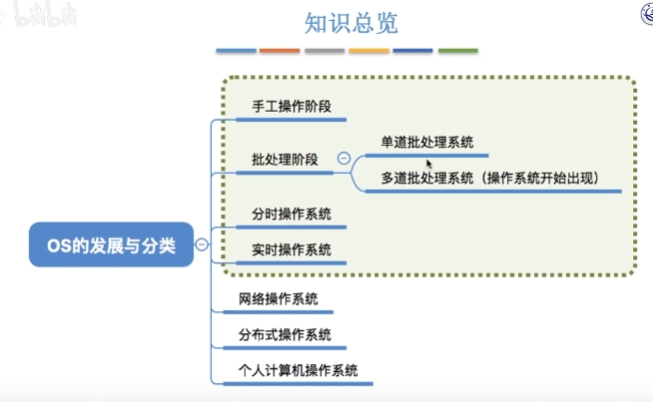 bilibili
知识总览
手工操作阶段
批处理阶段
单道批处理系统
多道批处理系统（操作系统开始出现）
分时操作系统
实时操作系统
OS的发展与分类
网络操作系统
分布式操作系统
个人计算机操作系统